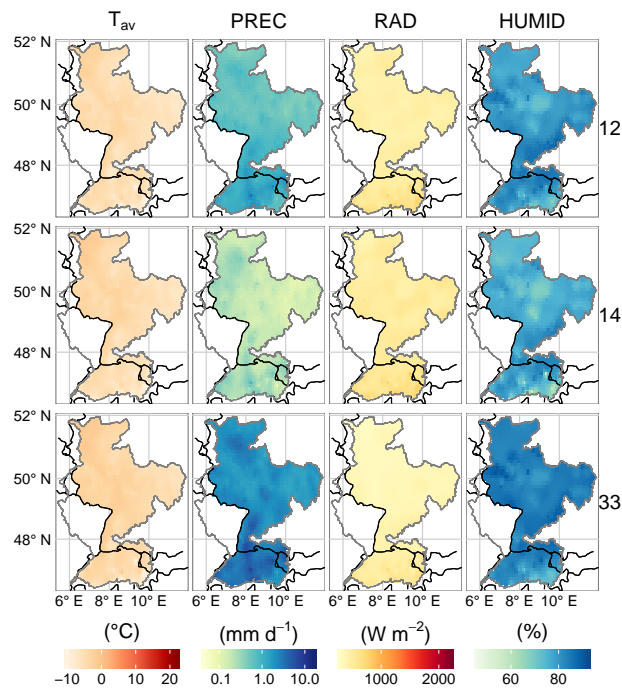 T_av PREC RAD HUMID
52° N
50° N
48° N
12
52° N
50° N
48° N
14
52° N
50° N
48° N
33
6° E 8° E 10° E 6° E 8° E 10° E 6° E 8° E 10° E 6° E 8° E 10° E
(°C) (mm d⁻¹) (W m⁻²) (%)
−10 0 10 20 0.1 1.0 10.0 1000 2000 60 80